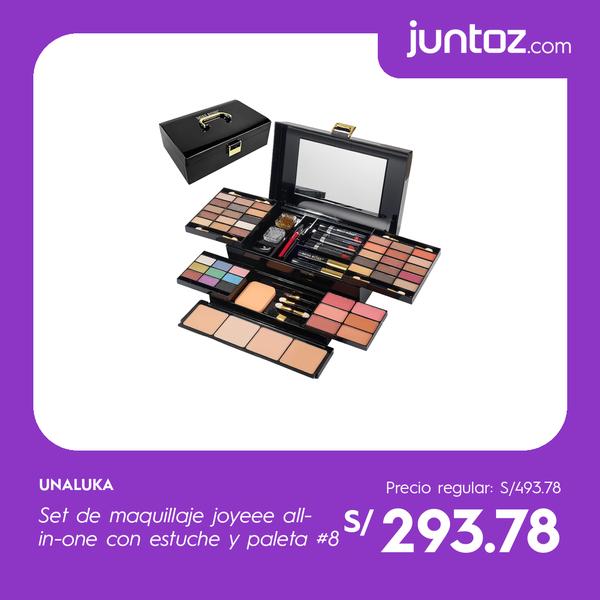 juntoz.com
UNALUKA
Precio regular: S/493.78
Set de maquillaje joyeee all-
in-one con estuche y paleta #8
S/ 293.78